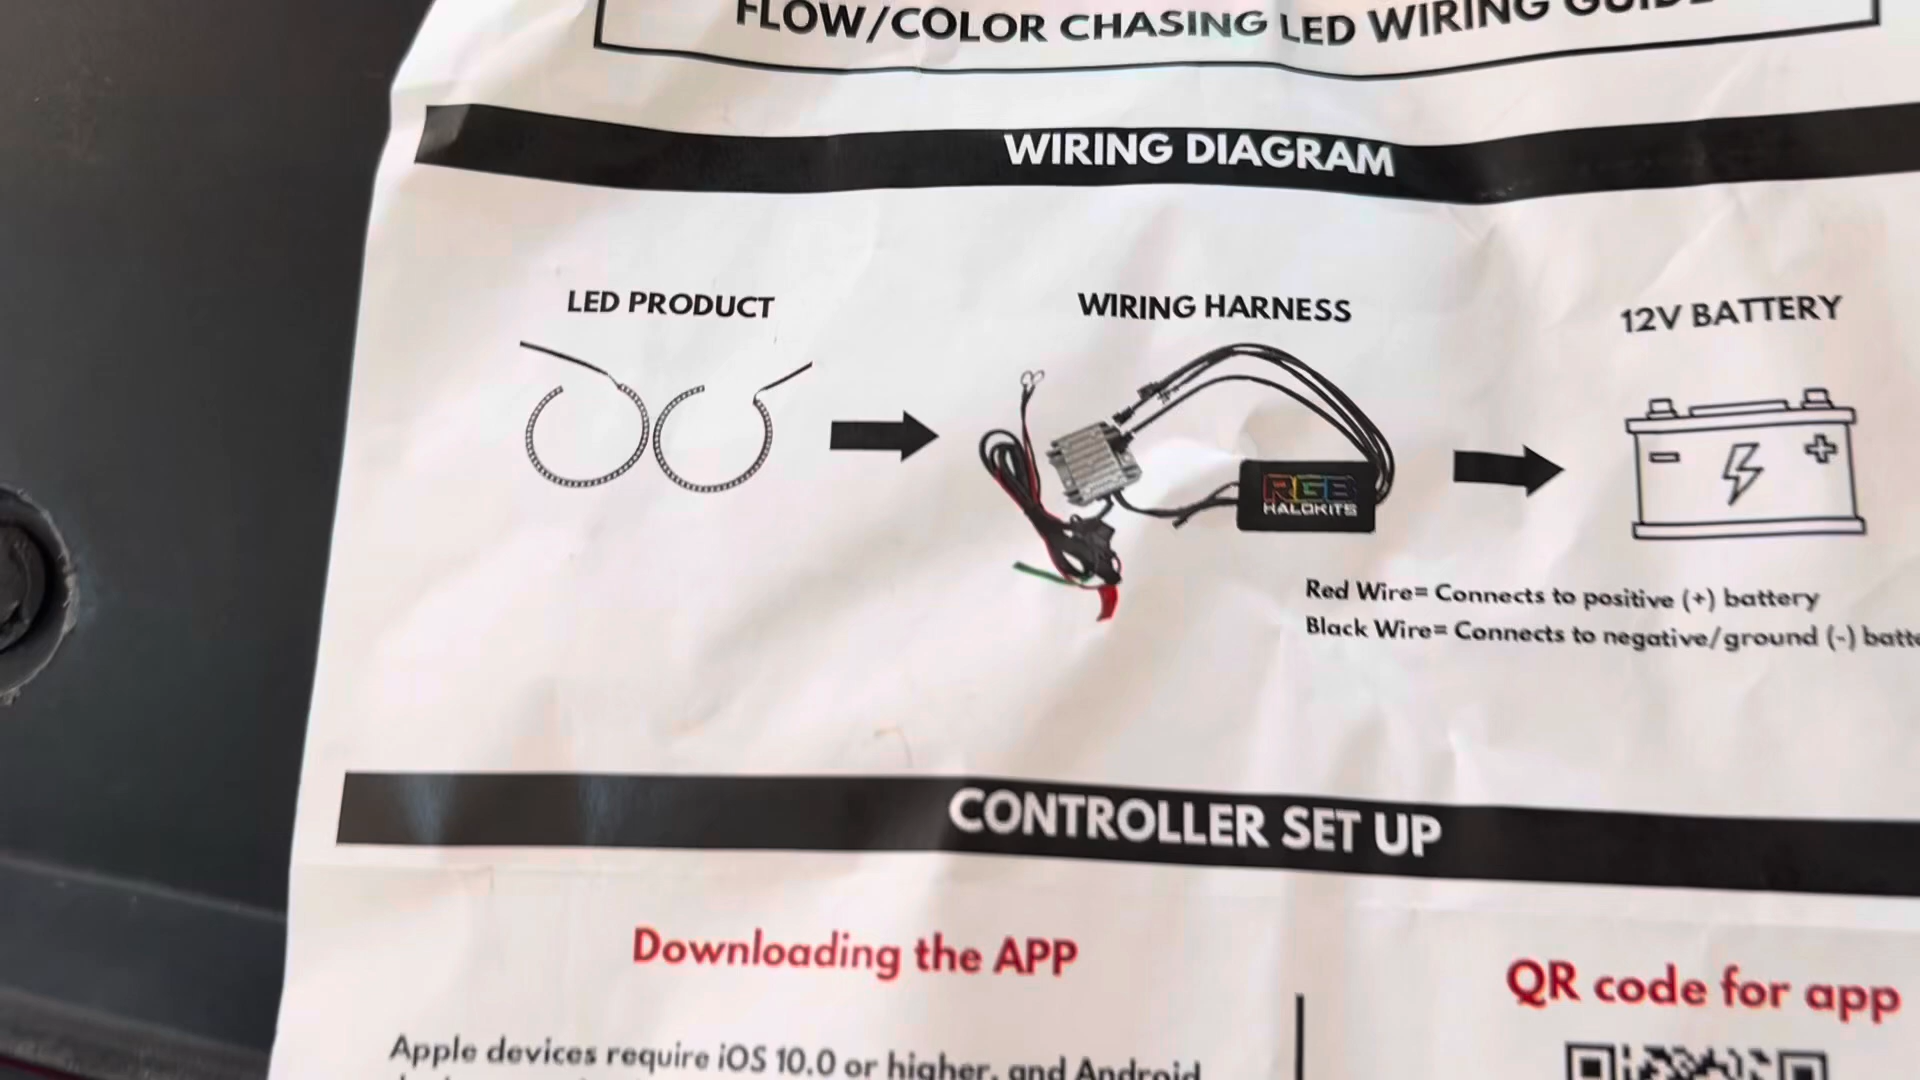 FLOW/COLOR CHASING LED WIRING GUIDE
WIRING DIAGRAM
LED PRODUCT
WIRING HARNESS
12V BATTERY
RGB
HALOKITS
Red Wire= Connects to positive (+) battery
Black Wire= Connects to negative/ground (-) batte
CONTROLLER SET UP
Downloading the APP
QR code for app
Apple devices require iOS 10.0 or higher, and Android